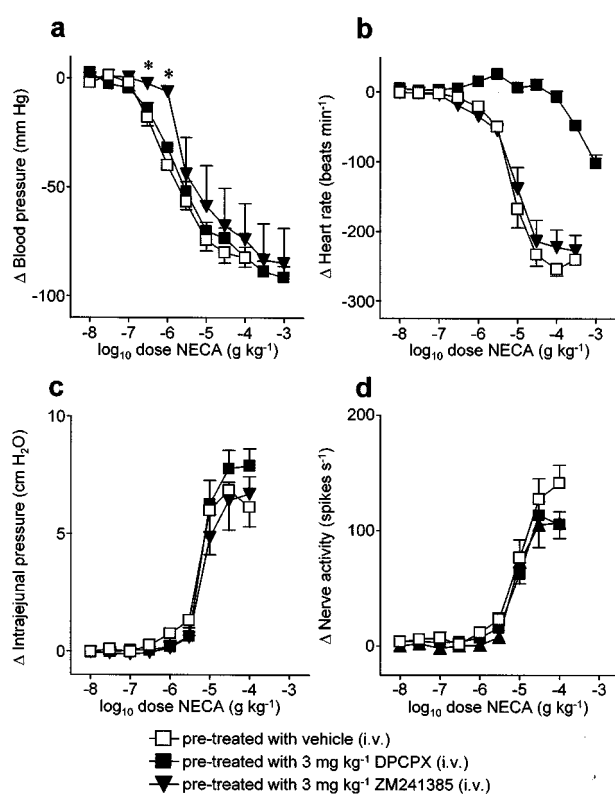 a
* *
Δ Blood pressure (mm Hg)
0
-50
-100
-8 -7 -6 -5 -4 -3
log₁₀ dose NECA (g kg⁻¹)
b
Δ Heart rate (beats min⁻¹)
0
-100
-200
-300
-8 -7 -6 -5 -4 -3
log₁₀ dose NECA (g kg⁻¹)
c
Δ Intrajejunal pressure (cm H₂O)
10
5
0
-8 -7 -6 -5 -4 -3
log₁₀ dose NECA (g kg⁻¹)
d
Δ Nerve activity (spikes s⁻¹)
200
100
0
-8 -7 -6 -5 -4 -3
log₁₀ dose NECA (g kg⁻¹)
pre-treated with vehicle (i.v.)
pre-treated with 3 mg kg⁻¹ DPCPX (i.v.)
pre-treated with 3 mg kg⁻¹ ZM241385 (i.v.)